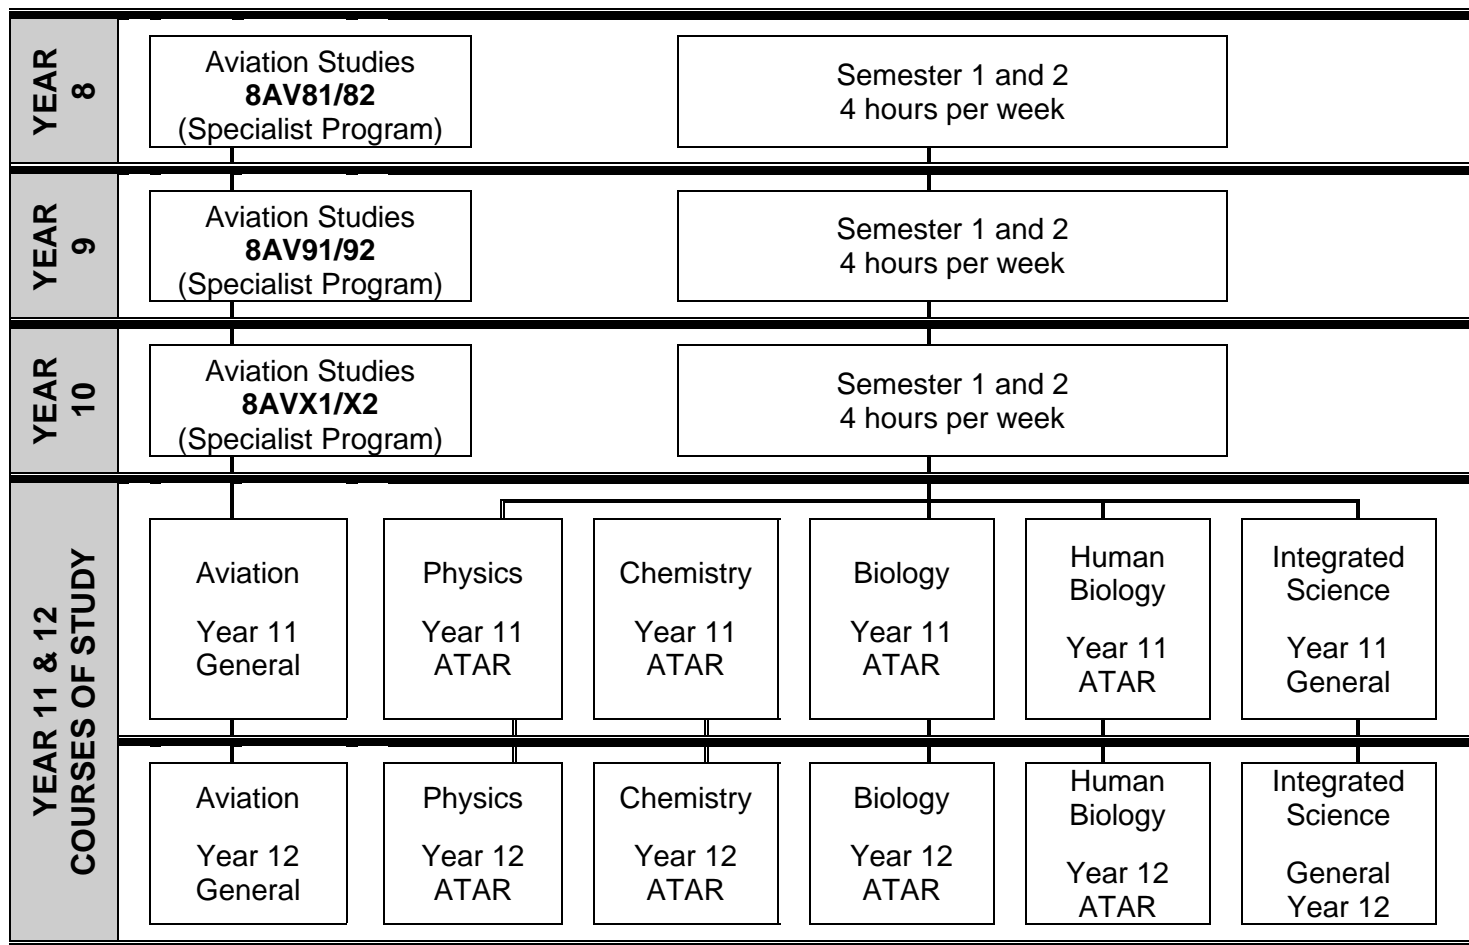 YEAR
8
Aviation Studies
8AV81/82
(Specialist Program)
Semester 1 and 2
4 hours per week
YEAR
9
Aviation Studies
8AV91/92
(Specialist Program)
Semester 1 and 2
4 hours per week
YEAR
10
Aviation Studies
8AVX1/X2
(Specialist Program)
Semester 1 and 2
4 hours per week
YEAR 11 & 12
COURSES OF STUDY
Aviation
Year 11
General
Physics
Year 11
ATAR
Chemistry
Year 11
ATAR
Biology
Year 11
ATAR
Human
Biology
Year 11
ATAR
Integrated
Science
Year 11
General
Aviation
Year 12
General
Physics
Year 12
ATAR
Chemistry
Year 12
ATAR
Biology
Year 12
ATAR
Human
Biology
Year 12
ATAR
Integrated
Science
General
Year 12